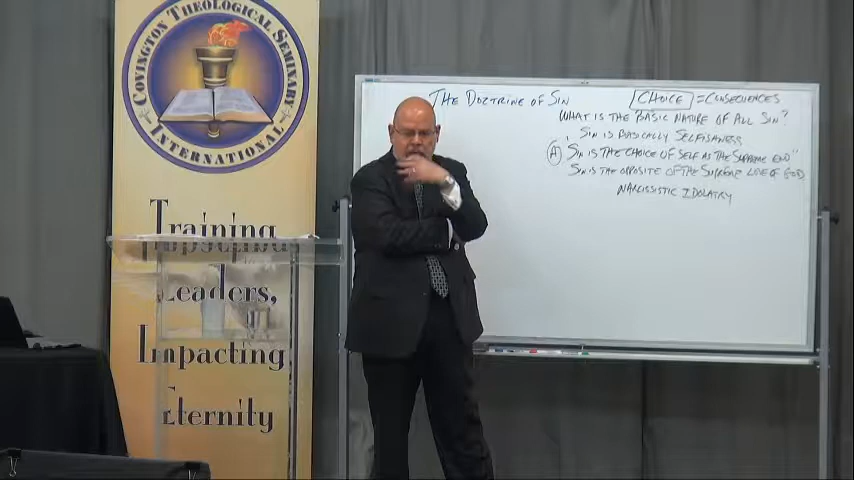 COVINGTON THEOLOGICAL SEMINARY
INTERNATIONAL
Training
Leaders,
Impacting
Eternity
THE DOCTRINE OF SIN
CHOICE = CONSEQUENCES
WHAT IS THE BASIC NATURE OF ALL SIN?
SIN IS BASICALLY SELFISHNESS
(A) SIN IS THE CHOICE OF SELF AS THE SUPREME END"
SIN IS THE OPPOSITE OF THE SUPREME LOVE OF GOD
NARCISSISTIC IDOLATRY